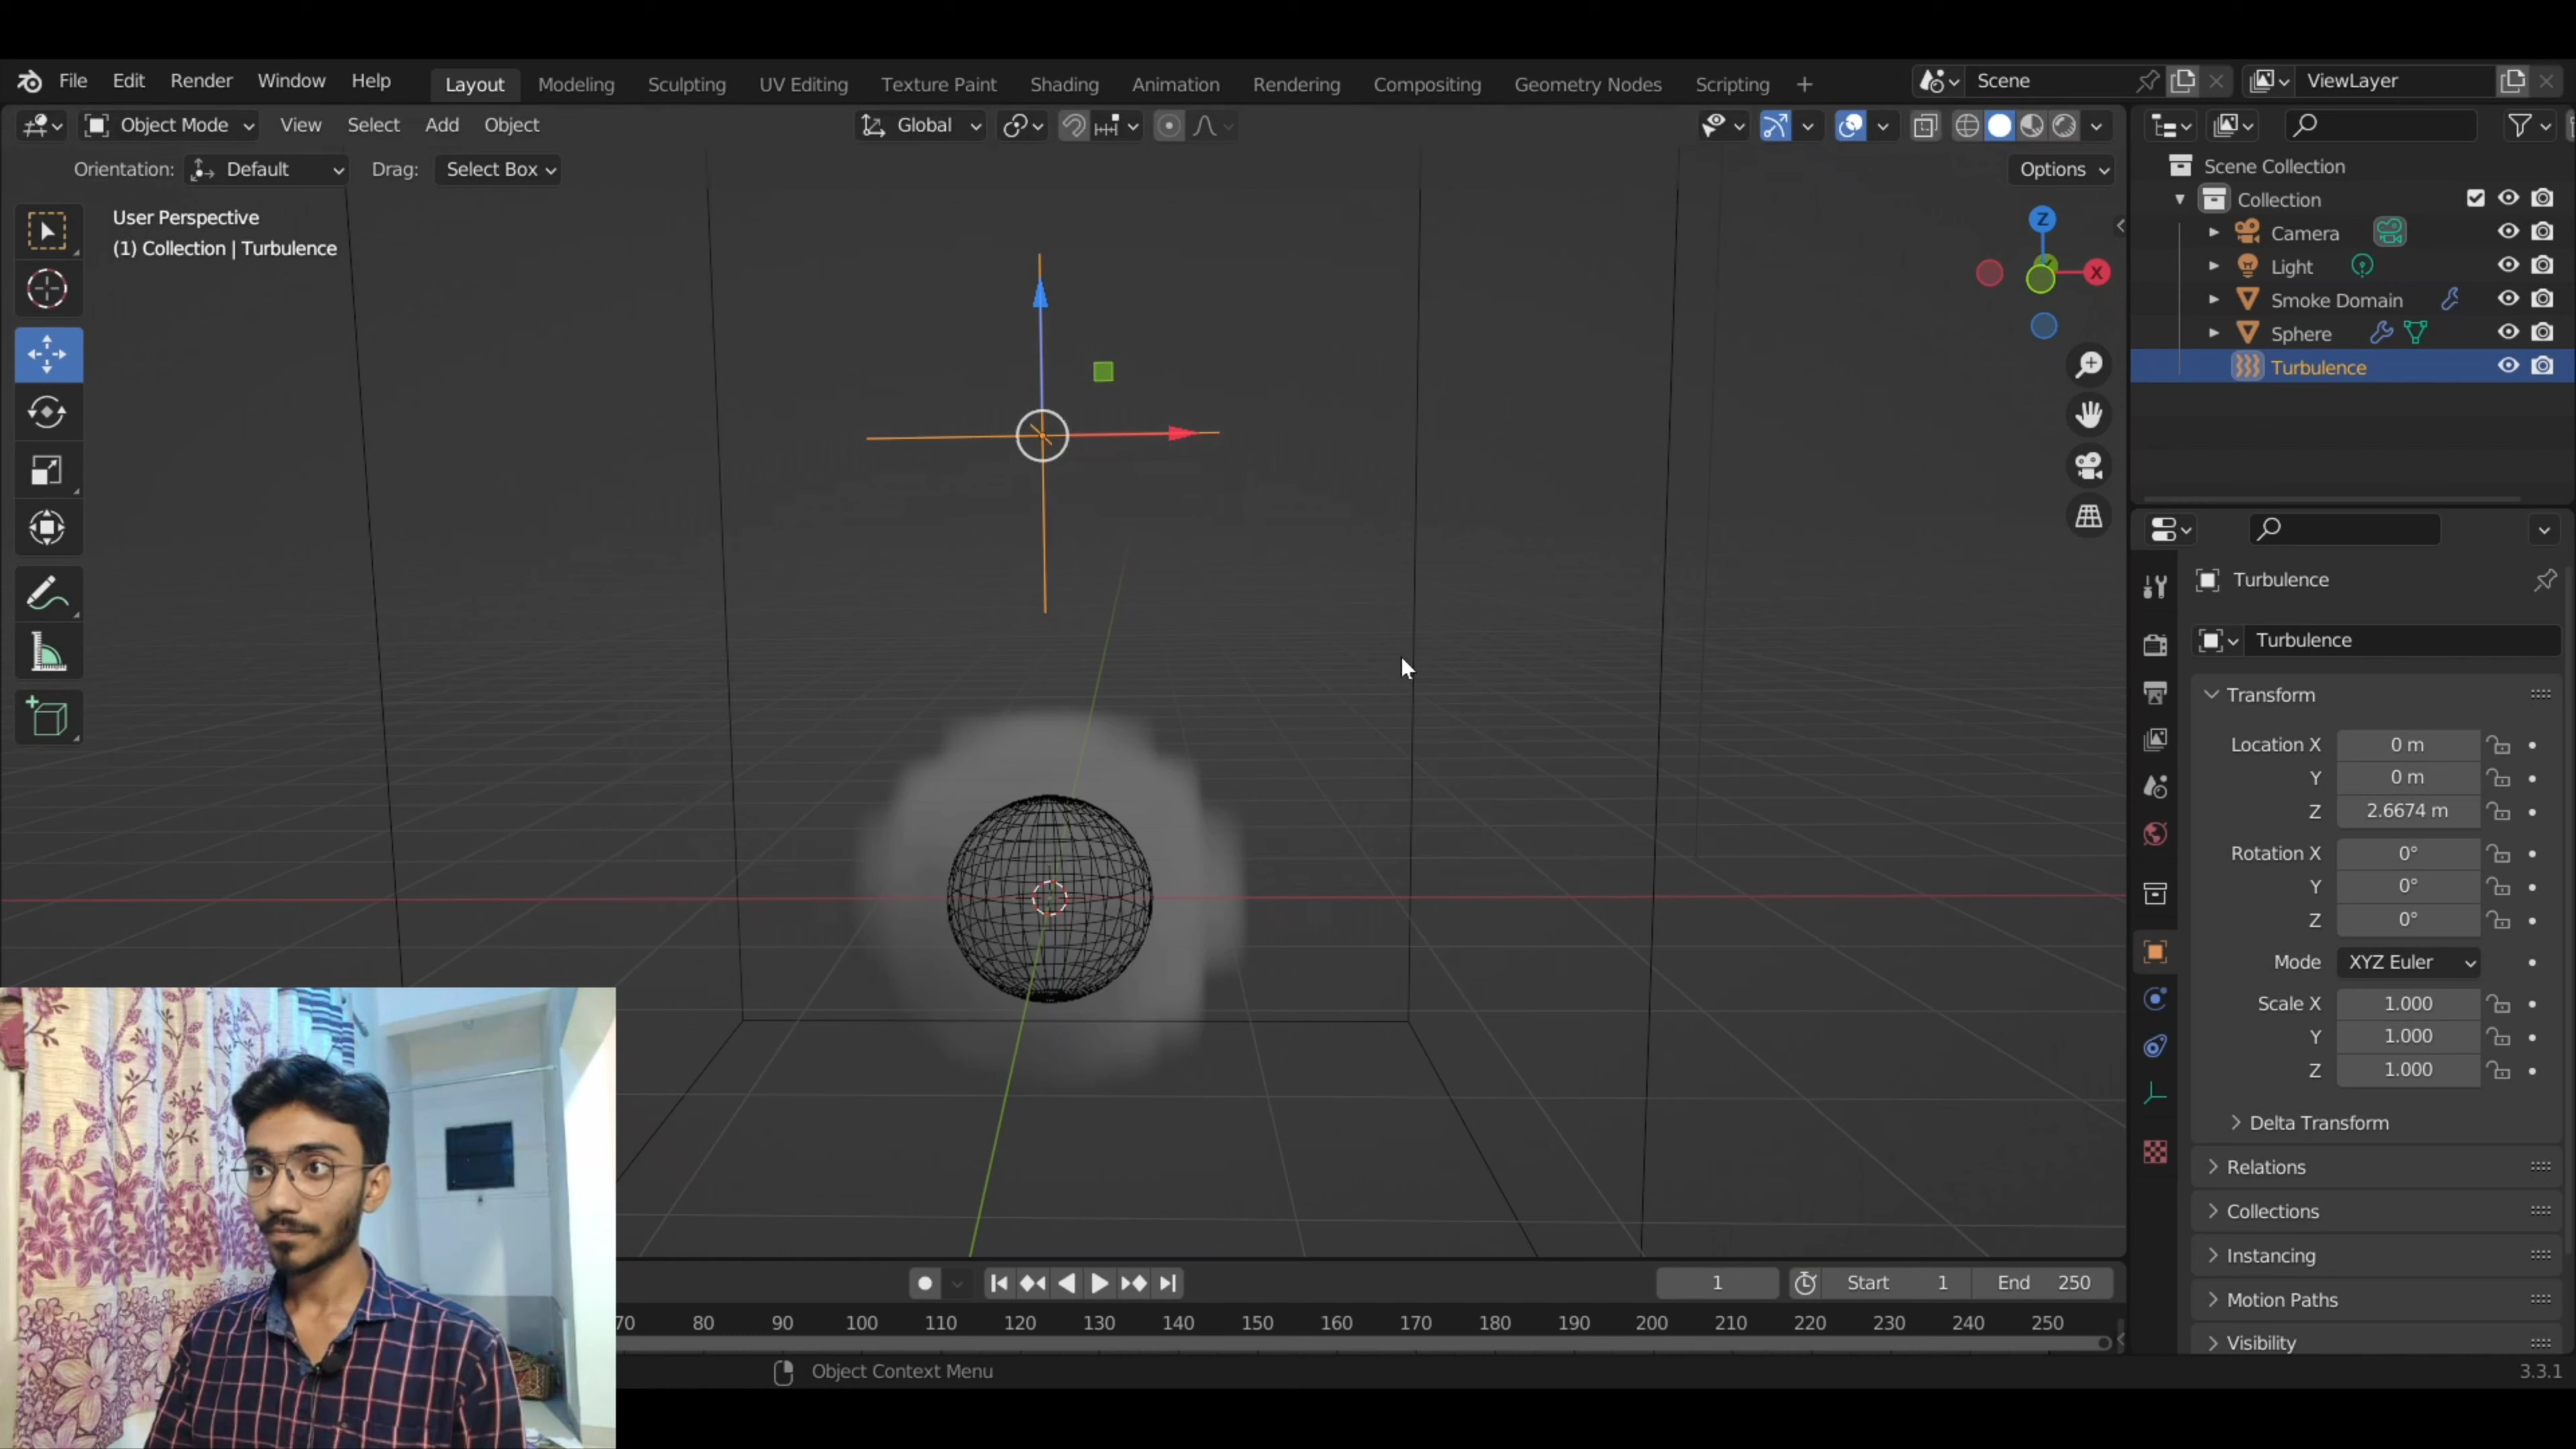 File Edit Render Window Help Layout Modeling Sculpting UV Editing Texture Paint Shading Animation Rendering Compositing Geometry Nodes Scripting + Scene ViewLayer
Object Mode View Select Add Object Global
Orientation: Default Drag: Select Box Options
User Perspective
(1) Collection | Turbulence
Z
X
Scene Collection
Collection
Camera
Light
Smoke Domain
Sphere
Turbulence
Turbulence
Turbulence
Transform
Location X 0 m
Y 0 m
Z 2.6674 m
Rotation X 0°
Y 0°
Z 0°
Mode XYZ Euler
Scale X 1.000
Y 1.000
Z 1.000
Delta Transform
Relations
Collections
Instancing
Motion Paths
Visibility
1 Start 1 End 250
70 80 90 100 110 120 130 140 150 160 170 180 190 200 210 220 230 240 250
Object Context Menu
3.3.1